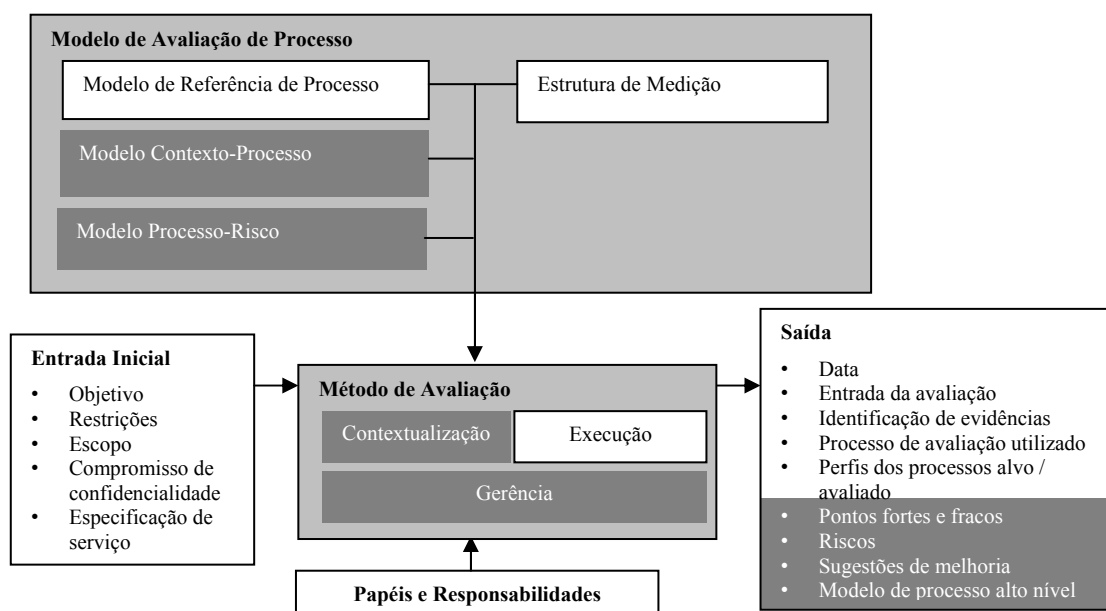 Modelo de Avaliação de Processo
Modelo de Referência de Processo
Estrutura de Medição
Modelo Contexto-Processo
Modelo Processo-Risco
Entrada Inicial
• Objetivo
• Restrições
• Escopo
• Compromisso de
confidencialidade
• Especificação de
serviço
Método de Avaliação
Contextualização
Execução
Gerência
Papéis e Responsabilidades
Saída
• Data
• Entrada da avaliação
• Identificação de evidências
• Processo de avaliação utilizado
• Perfis dos processos alvo /
avaliado
• Pontos fortes e fracos
• Riscos
• Sugestões de melhoria
• Modelo de processo alto nível